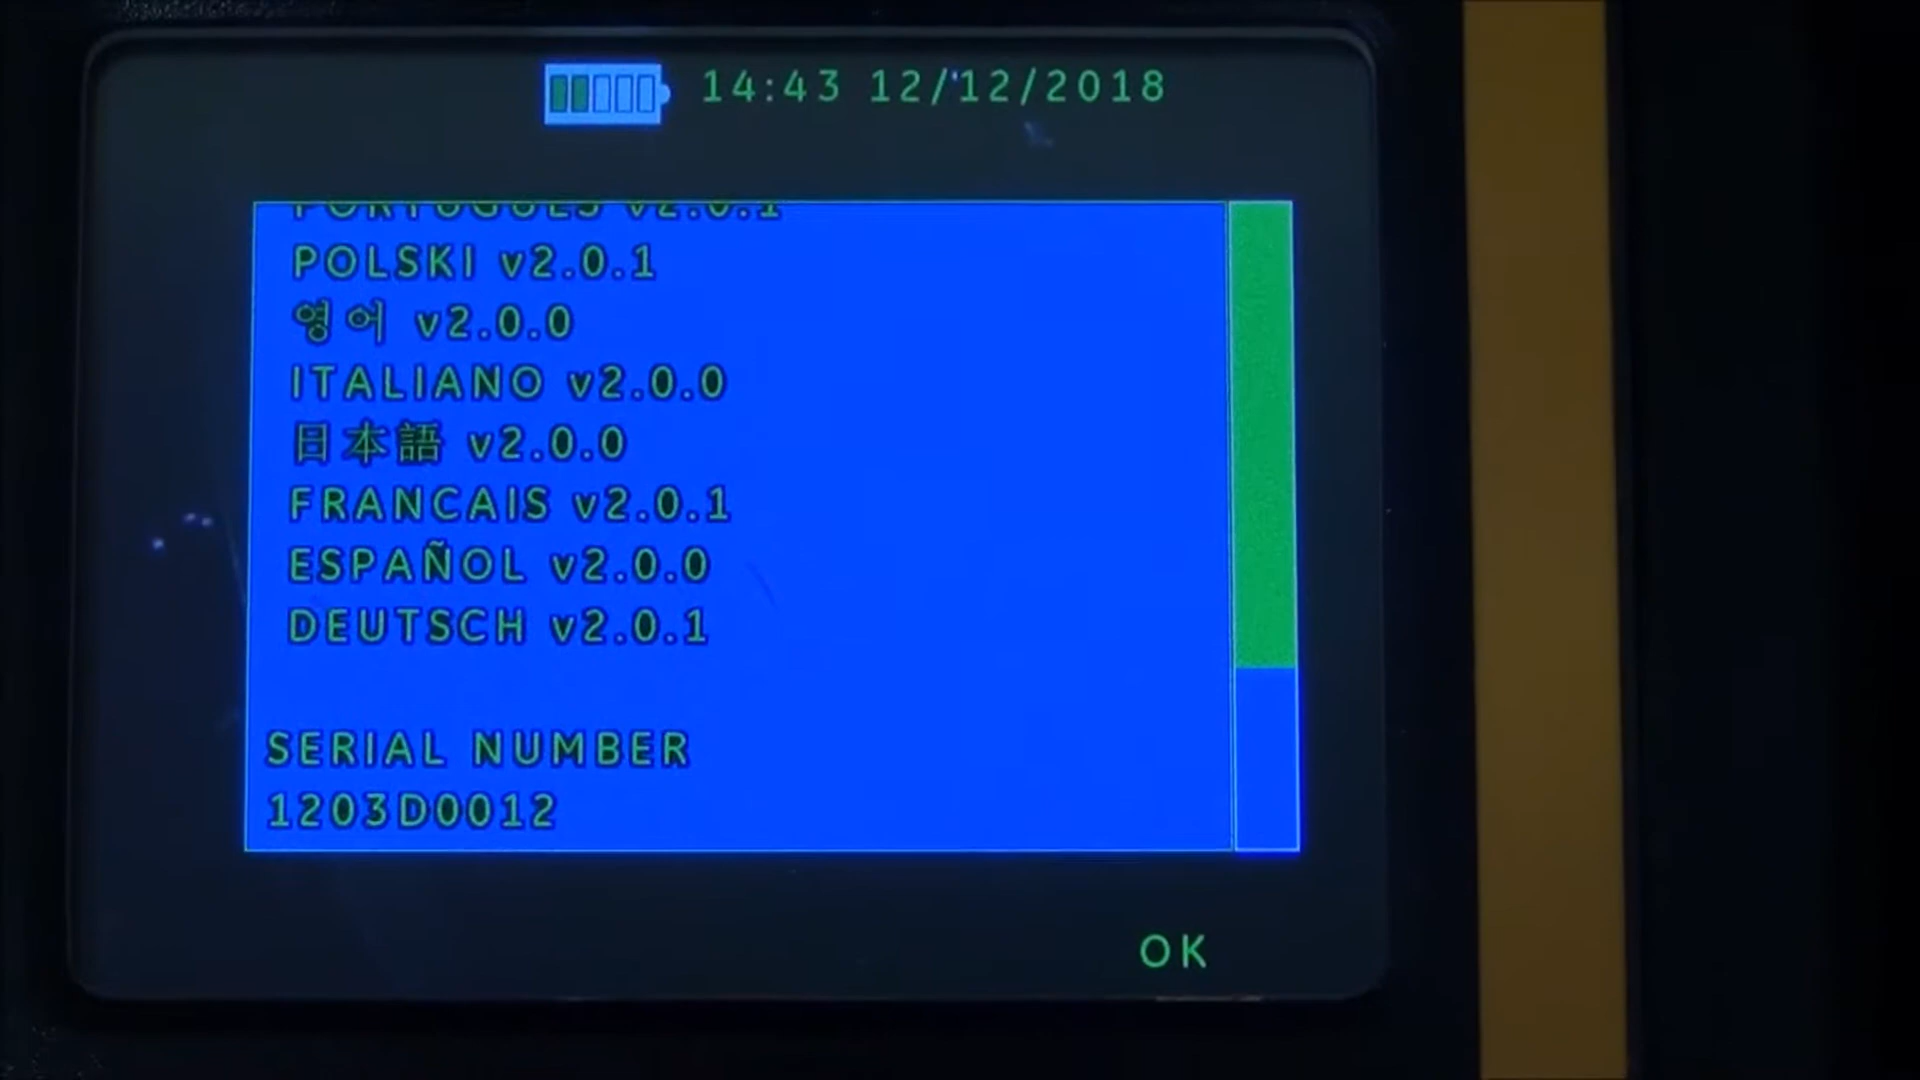 14:43 12/12/2018
PORTUGUES v2.0.1
POLSKI v2.0.1
영어 v2.0.0
ITALIANO v2.0.0
日本語 v2.0.0
FRANCAIS v2.0.1
ESPAÑOL v2.0.0
DEUTSCH v2.0.1
SERIAL NUMBER
1203D0012
OK